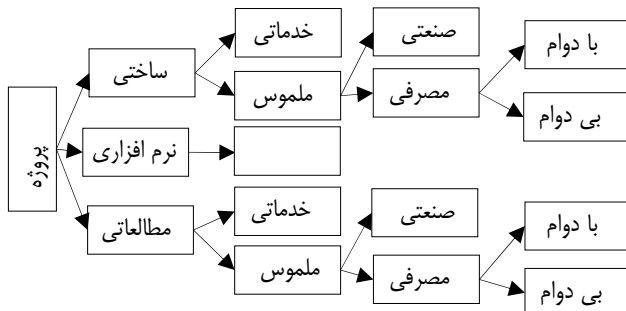 پروژه
ساختی
خدماتی
ملموس
صنعتی
مصرفی
با دوام
بی دوام
نرم افزاری
مطالعاتی
خدماتی
ملموس
صنعتی
مصرفی
با دوام
بی دوام